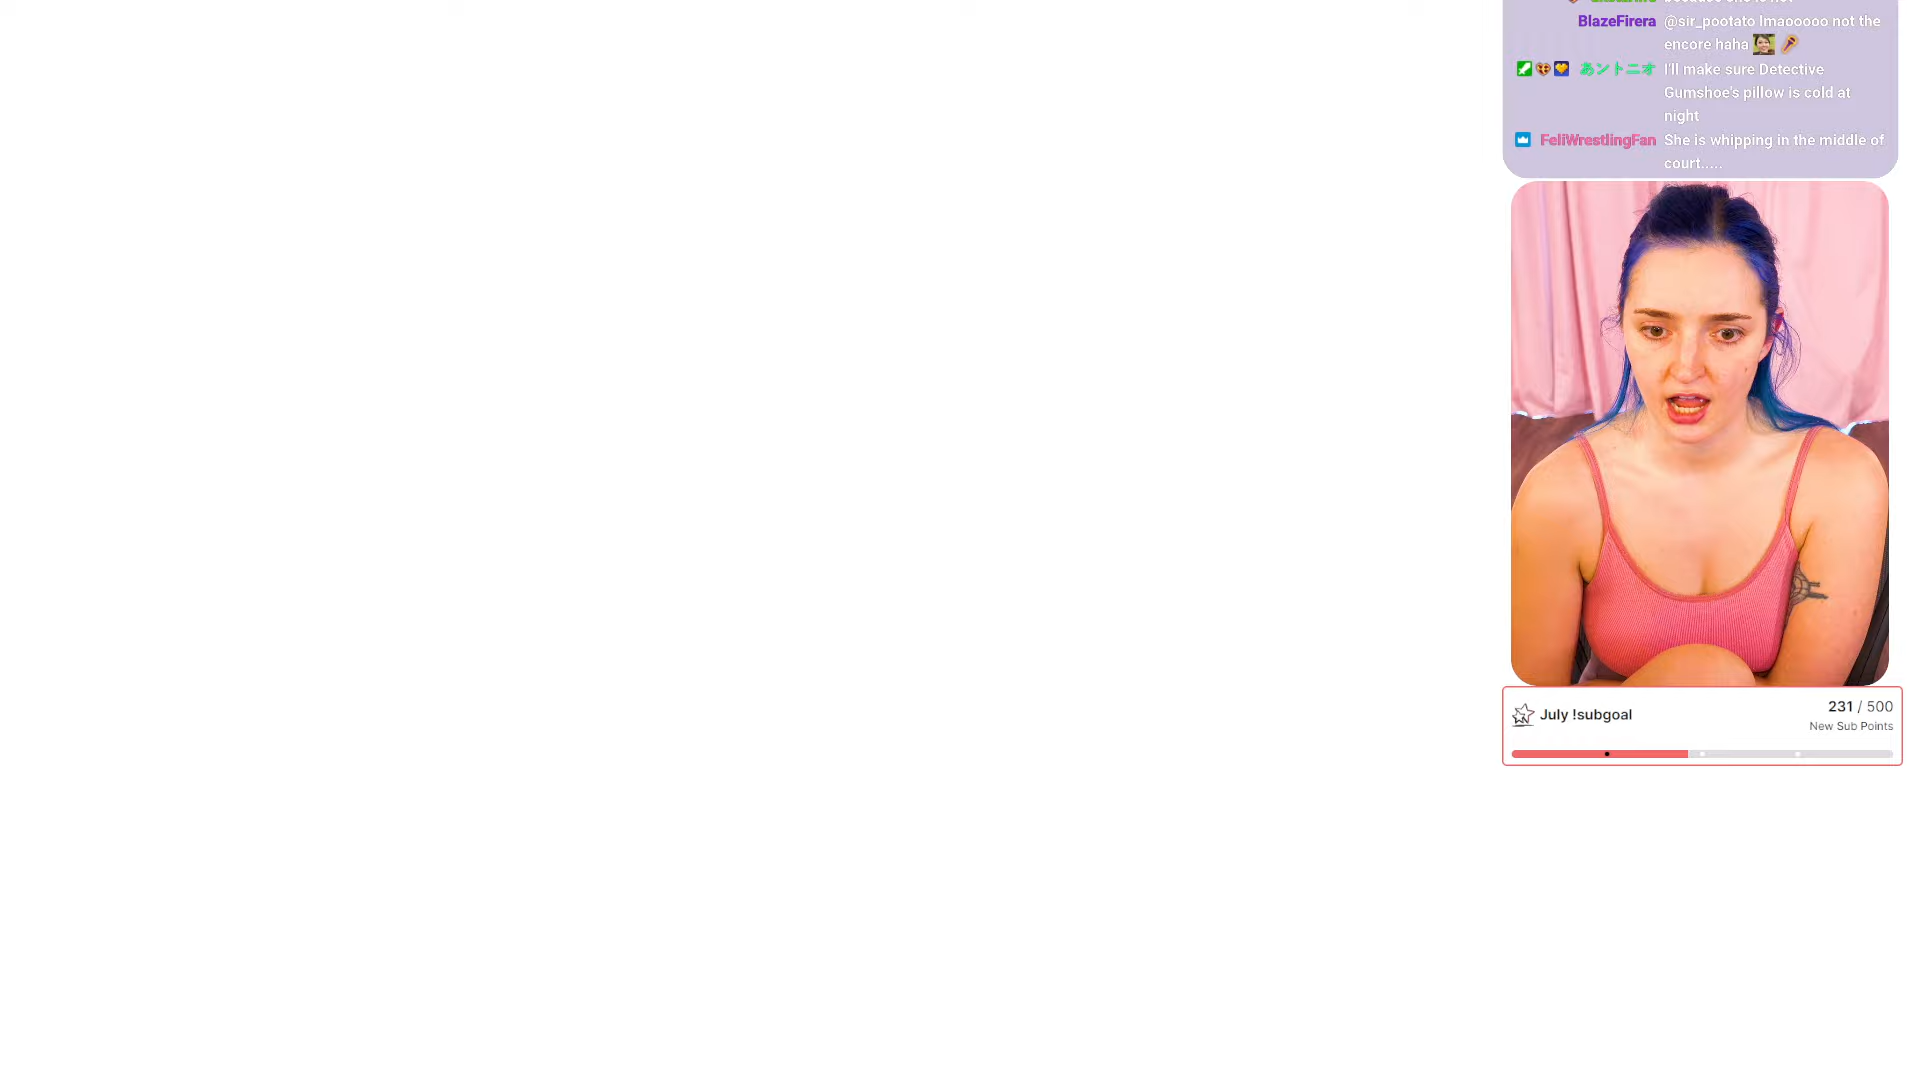 BlazeFirera @sir_pootato lmaooooo not the
encore haha
あントニオ I'll make sure Detective
Gumshoe's pillow is cold at
night
FeliWrestlingFan She is whipping in the middle of
court.....
July !subgoal
231 / 500
New Sub Points